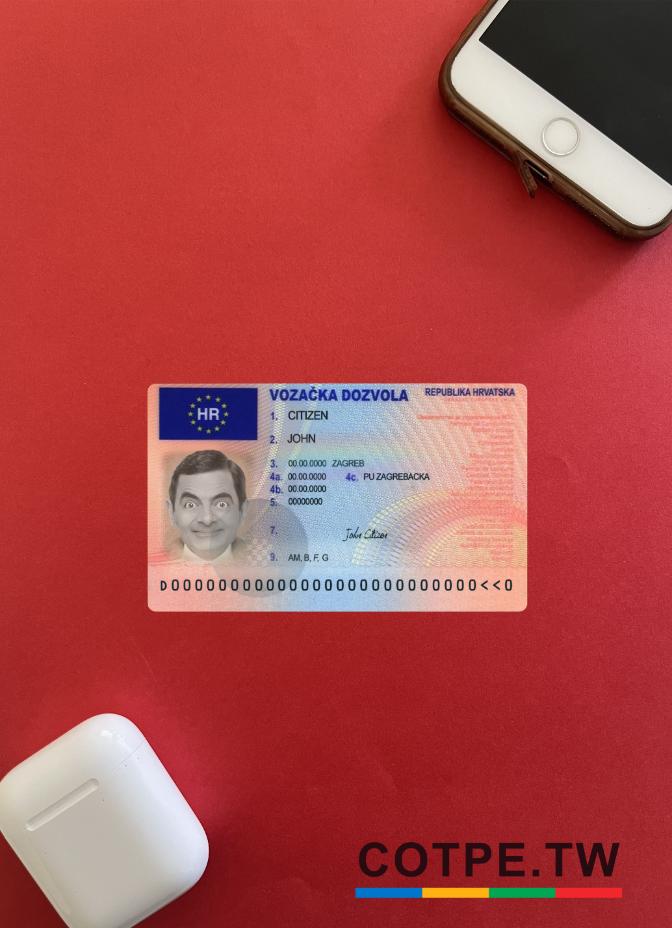 HR
VOZAČKA DOZVOLA
REPUBLIKA HRVATSKA
1. CITIZEN
2. JOHN
3. 00.00.0000 ZAGREB
4a. 00.00.0000 4c. PU ZAGREBACKA
4b. 00.00.0000
5. 00000000
7. John Citizen
9. AM, B, F, G
D00000000000000000000000000<<0
COTPE.TW